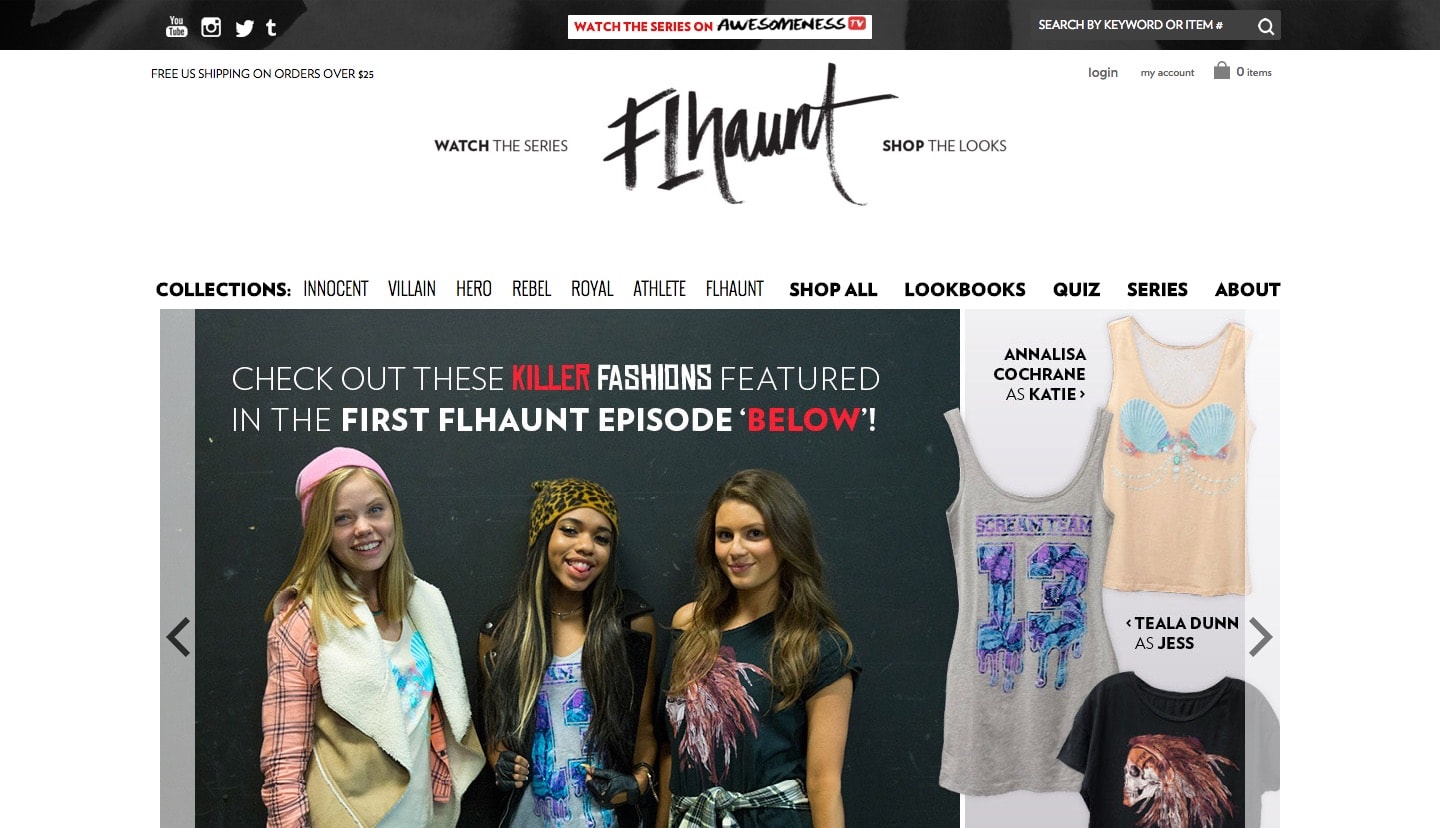 You
Tube
WATCH THE SERIES ON AWESOMENESS TV
SEARCH BY KEYWORD OR ITEM #
FREE US SHIPPING ON ORDERS OVER $25
login my account 0 items
WATCH THE SERIES
FLhaunt
SHOP THE LOOKS
COLLECTIONS: INNOCENT VILLAIN HERO REBEL ROYAL ATHLETE FLHAUNT SHOP ALL LOOKBOOKS QUIZ SERIES ABOUT
CHECK OUT THESE KILLER FASHIONS FEATURED
IN THE FIRST FLHAUNT EPISODE ‘BELOW’!
ANNALISA
COCHRANE
AS KATIE ›
SCREAM TEAM
13
‹ TEALA DUNN
AS JESS